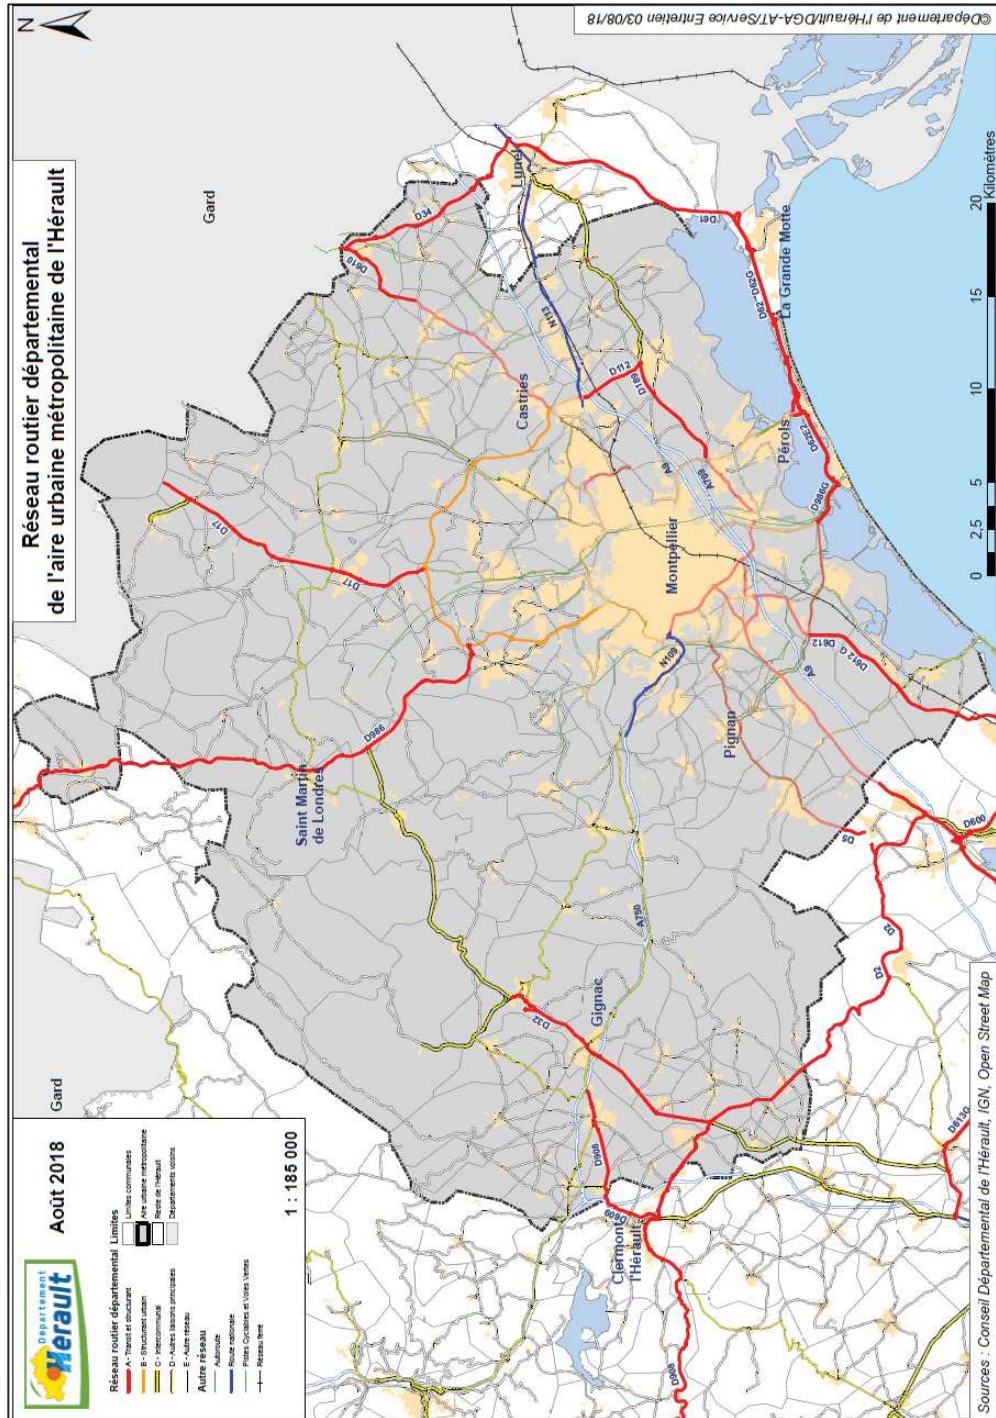 Réseau routier départemental
de l'aire urbaine métropolitaine de l'Hérault
N
Département
Hérault
Août 2018
Réseau routier départemental
A - Transit et structurant
B - Structurant urbain
C - Intercommunal
D - Autres liaisons principales
E - Autre réseau
Autre réseau
Autoroute
Route nationale
Pistes Cyclables et Voies Vertes
Réseau ferré
Limites
Limites communales
Aire urbaine métropolitaine
Reste de l'Hérault
Départements voisins
1 : 185 000
Gard
Gard
D17
D17
D986
Saint Martin
de Londres
D610
D34
Lunel
N113
Castries
D112
D189
A9
A709
D61
La Grande Motte
D62-D62G
Pérols
D62E2
D986G
Montpellier
N109
D612
D612 G
A9
Pignan
D5
D600
D2
D2
A750
Gignac
D32
D908
D609
Clermont
l'Hérault
D908
D613G
0
2,5
5
10
15
20
Kilomètres
Sources : Conseil Départemental de l'Hérault, IGN, Open Street Map
©Département de l'Hérault/DGA-AT/Service Entretien 03/08/18